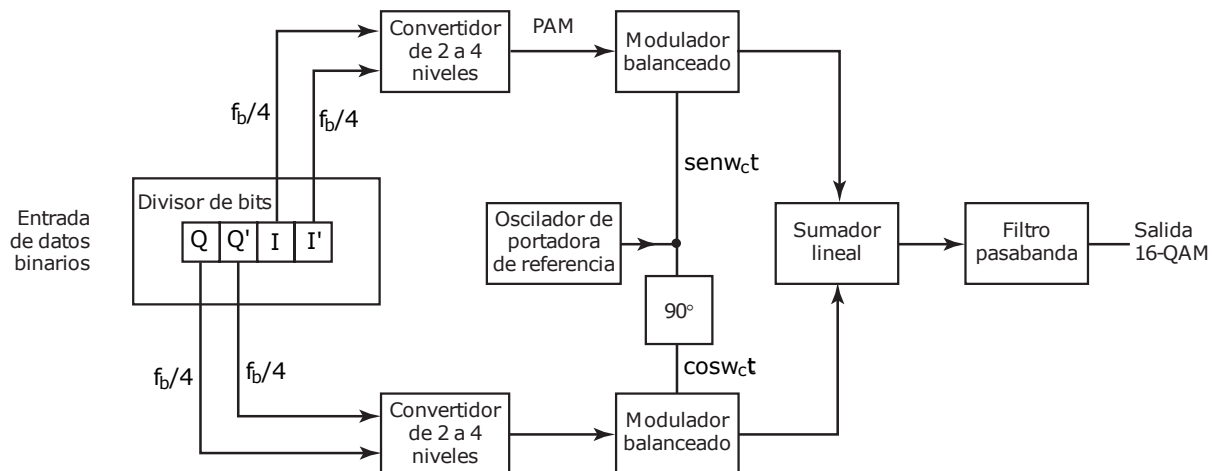 Convertidor
de 2 a 4
niveles
PAM
Modulador
balanceado
f_b/4
f_b/4
senw_ct
Divisor de bits
Q
Q'
I
I'
Entrada
de datos
binarios
Oscilador de
portadora
de referencia
Sumador
lineal
Filtro
pasabanda
Salida
16-QAM
90°
f_b/4
f_b/4
cosw_ct
Convertidor
de 2 a 4
niveles
Modulador
balanceado